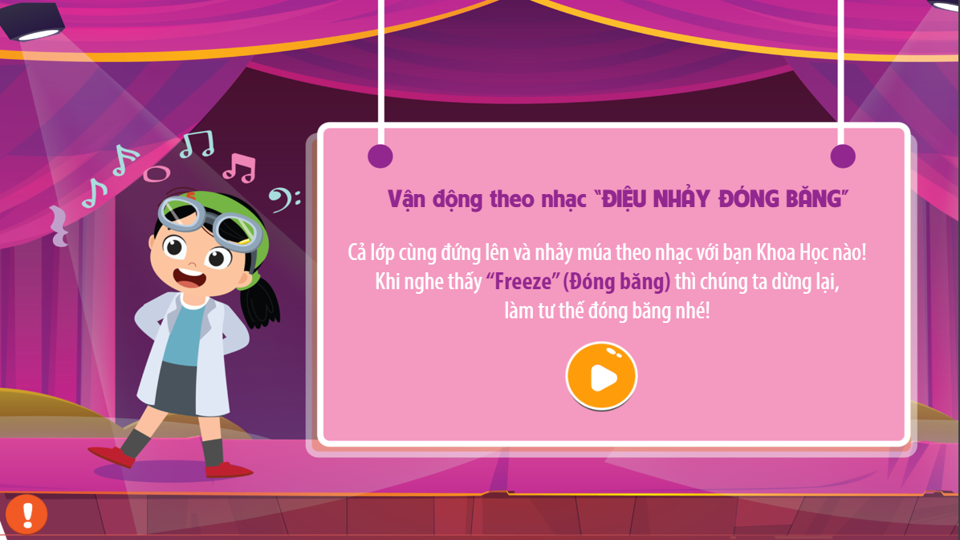 Vận động theo nhạc “ĐIỆU NHẢY ĐÓNG BĂNG”
Cả lớp cùng đứng lên và nhảy múa theo nhạc với bạn Khoa Học nào!
Khi nghe thấy “Freeze” (Đóng băng) thì chúng ta dừng lại,
làm tư thế đóng băng nhé!
!